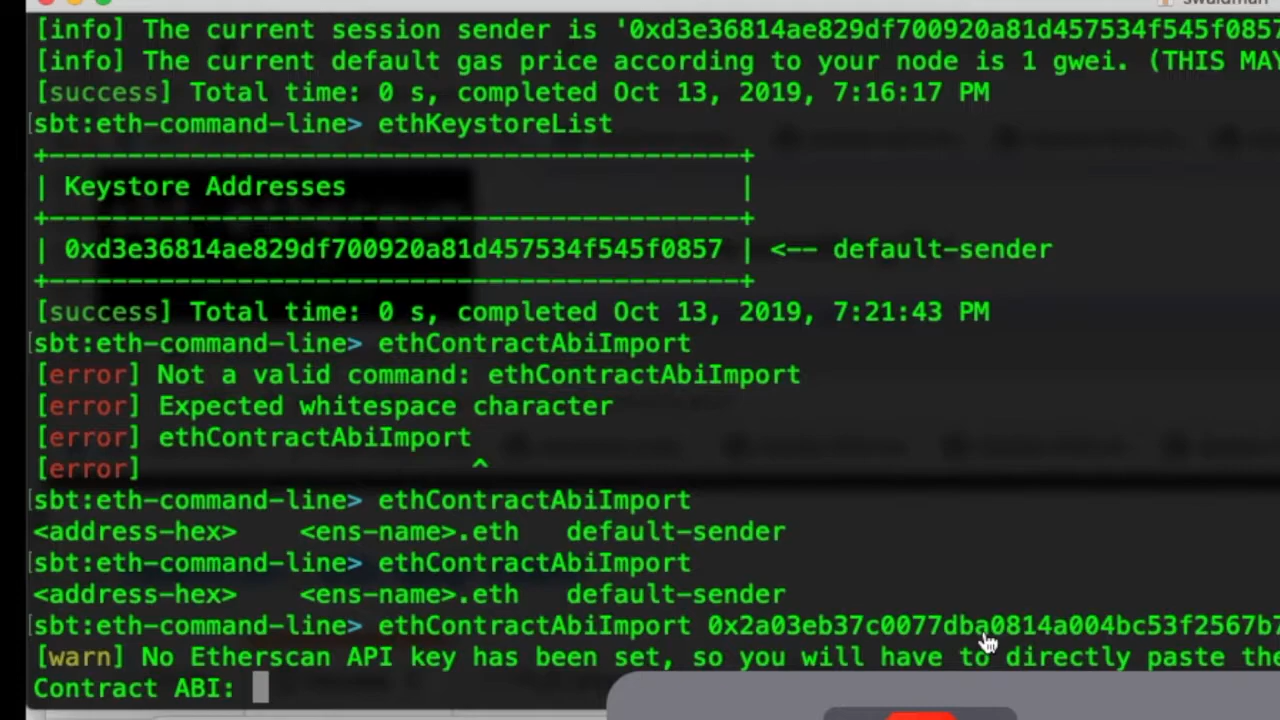 swaldman
[info] The current session sender is '0xd3e36814ae829df700920a81d457534f545f0857
[info] The current default gas price according to your node is 1 gwei. (THIS MAY
[success] Total time: 0 s, completed Oct 13, 2019, 7:16:17 PM
sbt:eth-command-line> ethKeystoreList
+------------------------------------------+
| Keystore Addresses |
+------------------------------------------+
| 0xd3e36814ae829df700920a81d457534f545f0857 | <-- default-sender
+------------------------------------------+
[success] Total time: 0 s, completed Oct 13, 2019, 7:21:43 PM
sbt:eth-command-line> ethContractAbiImport
[error] Not a valid command: ethContractAbiImport
[error] Expected whitespace character
[error] ethContractAbiImport
[error] ^
sbt:eth-command-line> ethContractAbiImport
<address-hex> <ens-name>.eth default-sender
sbt:eth-command-line> ethContractAbiImport
<address-hex> <ens-name>.eth default-sender
sbt:eth-command-line> ethContractAbiImport 0x2a03eb37c0077dba0814a004bc53f2567b7
[warn] No Etherscan API key has been set, so you will have to directly paste the
Contract ABI: